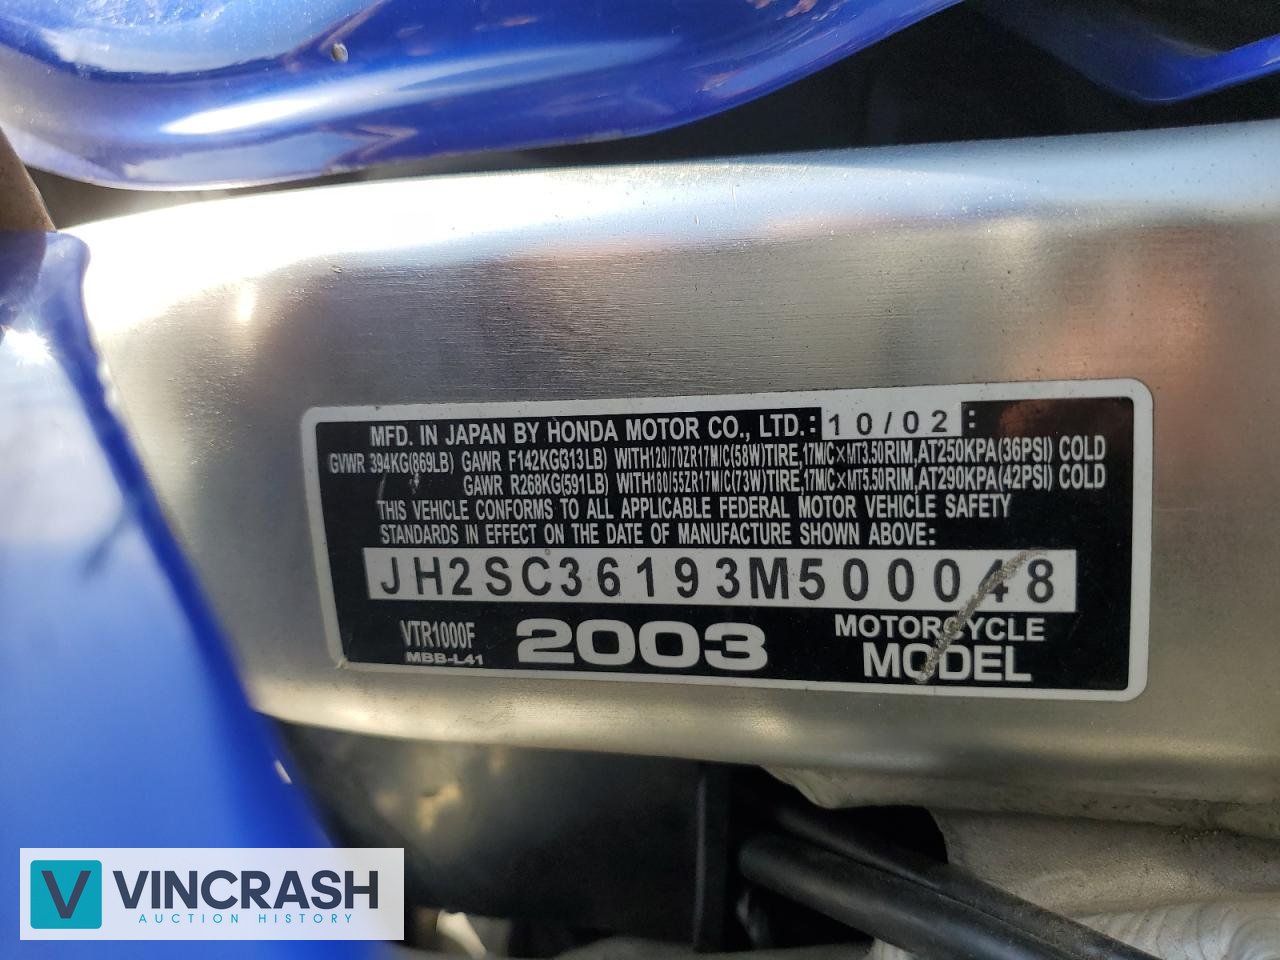 MFD. IN JAPAN BY HONDA MOTOR CO., LTD.: 10/02 :
GVWR 394KG(869LB) GAWR F142KG(313LB) WITH120/70ZR17M/C(58W)TIRE,17M/C×MT3.50RIM,AT250KPA(36PSI) COLD
GAWR R268KG(591LB) WITH180/55ZR17M/C(73W)TIRE,17M/C×MT5.50RIM,AT290KPA(42PSI) COLD
THIS VEHICLE CONFORMS TO ALL APPLICABLE FEDERAL MOTOR VEHICLE SAFETY
STANDARDS IN EFFECT ON THE DATE OF MANUFACTURE SHOWN ABOVE:
JH2SC36193M500048
VTR1000F 2003 MOTORCYCLE
MBB-L41 MODEL
V VINCRASH
AUCTION HISTORY